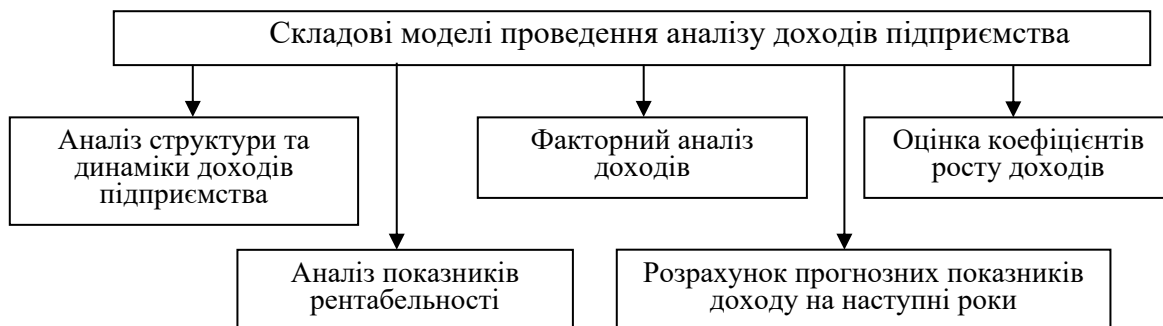 Складові моделі проведення аналізу доходів підприємства
Аналіз структури та
динаміки доходів
підприємства
Факторний аналіз
доходів
Оцінка коефіцієнтів
росту доходів
Аналіз показників
рентабельності
Розрахунок прогнозних показників
доходу на наступні роки